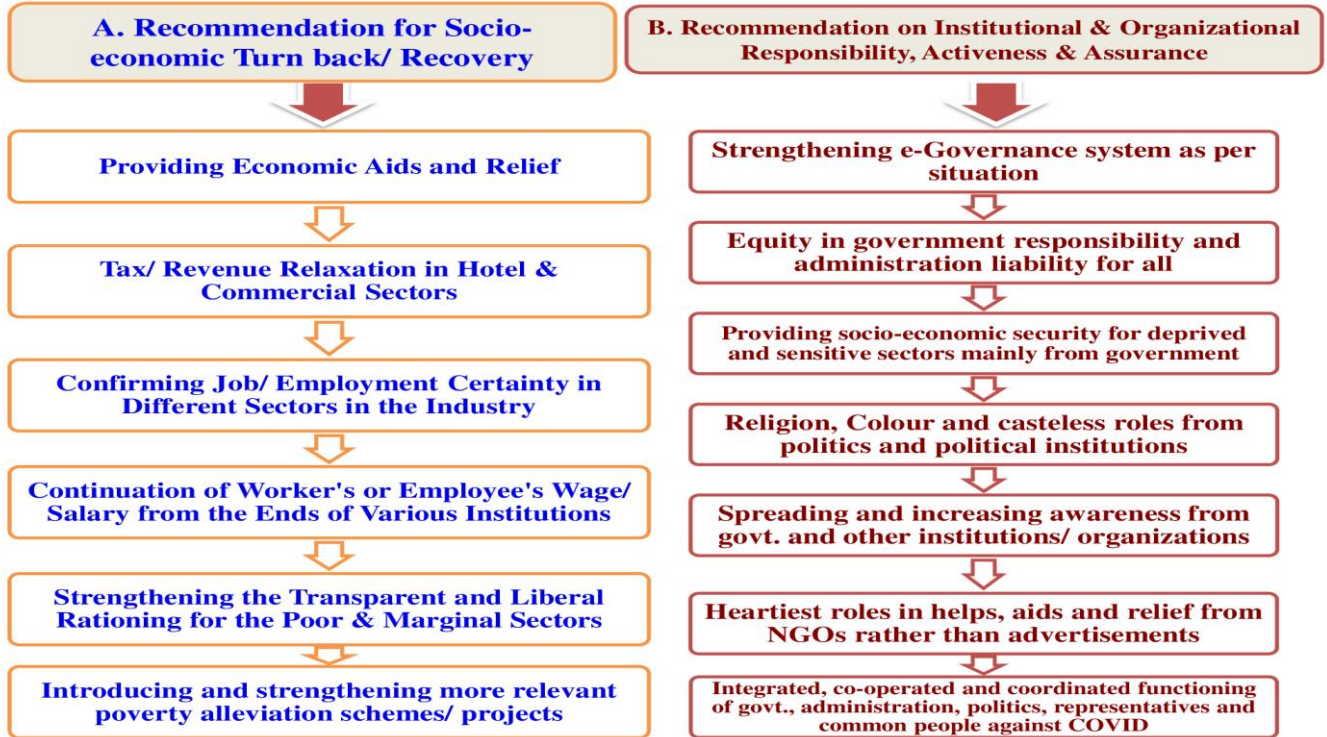 A. Recommendation for Socio-
economic Turn back/ Recovery
Providing Economic Aids and Relief
Tax/ Revenue Relaxation in Hotel &
Commercial Sectors
Confirming Job/ Employment Certainty in
Different Sectors in the Industry
Continuation of Worker's or Employee's Wage/
Salary from the Ends of Various Institutions
Strengthening the Transparent and Liberal
Rationing for the Poor & Marginal Sectors
Introducing and strengthening more relevant
poverty alleviation schemes/ projects
B. Recommendation on Institutional & Organizational
Responsibility, Activeness & Assurance
Strengthening e-Governance system as per
situation
Equity in government responsibility and
administration liability for all
Providing socio-economic security for deprived
and sensitive sectors mainly from government
Religion, Colour and casteless roles from
politics and political institutions
Spreading and increasing awareness from
govt. and other institutions/ organizations
Heartiest roles in helps, aids and relief from
NGOs rather than advertisements
Integrated, co-operated and coordinated functioning
of govt., administration, politics, representatives and
common people against COVID